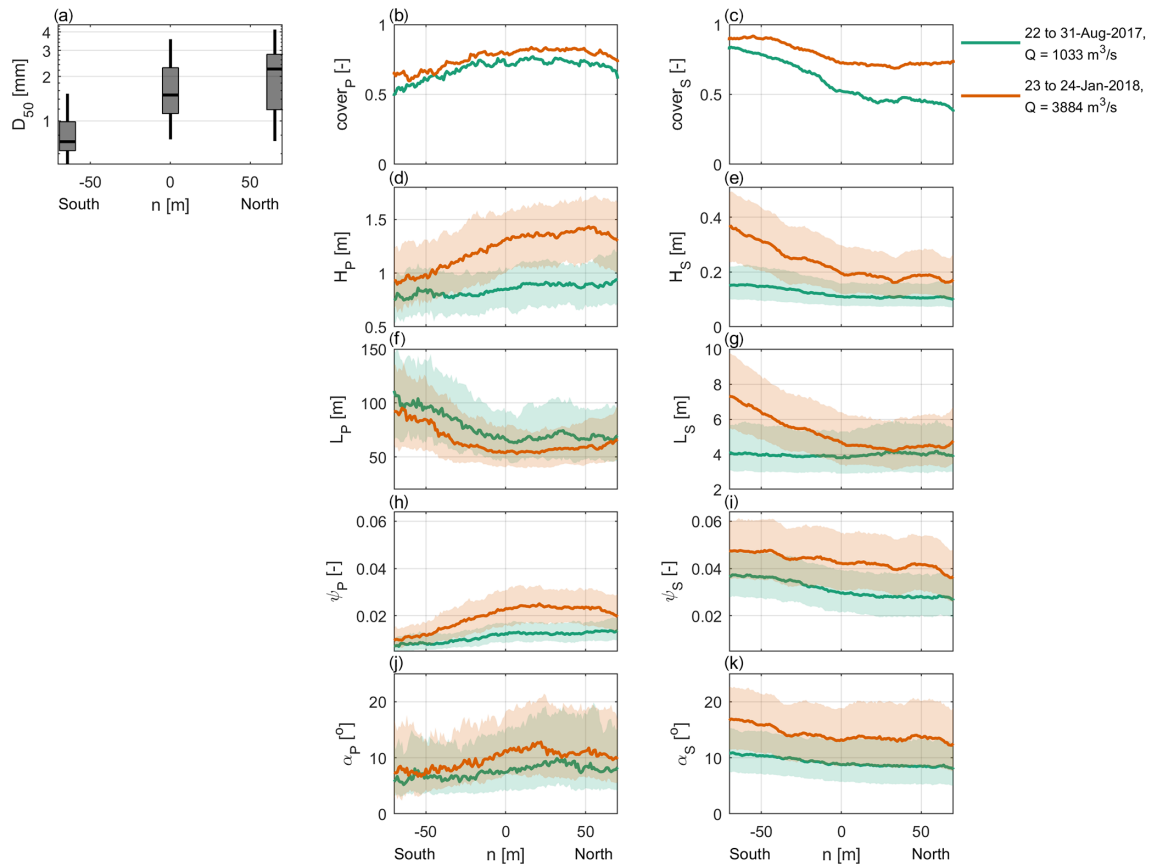 (a)
4
3
2
1
D50 [mm]
-50 0 50
South n [m] North
(b)
1
0.5
0
coverP [-]
(c)
1
0.5
0
coverS [-]
22 to 31-Aug-2017,
Q = 1033 m³/s
23 to 24-Jan-2018,
Q = 3884 m³/s
(d)
1.5
1
0.5
HP [m]
(e)
0.4
0.2
0
HS [m]
(f)
150
100
50
LP [m]
(g)
10
8
6
4
2
LS [m]
(h)
0.06
0.04
0.02
ψP [-]
(i)
0.06
0.04
0.02
ψS [-]
(j)
20
10
0
αP [º]
-50 0 50
South n [m] North
(k)
20
10
0
αS [º]
-50 0 50
South n [m] North